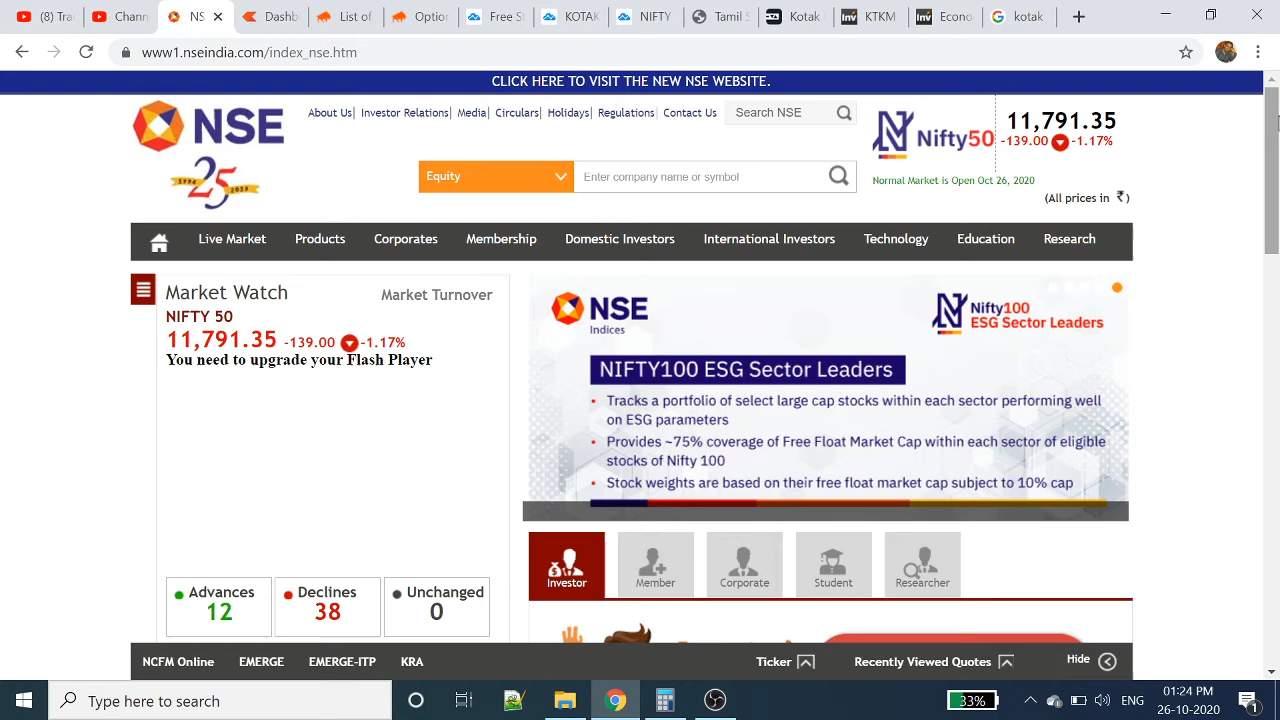 (8) Tra
Chann
NS
Dashb
List of
Optio
Free S
KOTAK
NIFTY
Tamil S
Kotak
Inv
KTKM
Inv
Econo
kotak
www1.nseindia.com/index_nse.htm
CLICK HERE TO VISIT THE NEW NSE WEBSITE.
NSE
1994 25 2019
About Us| Investor Relations| Media| Circulars| Holidays| Regulations| Contact Us
Search NSE
Equity
Enter company name or symbol
Nifty50
11,791.35
-139.00 -1.17%
Normal Market is Open Oct 26, 2020
(All prices in ₹)
Live Market Products Corporates Membership Domestic Investors International Investors Technology Education Research
Market Watch
Market Turnover
NIFTY 50
11,791.35 -139.00 -1.17%
You need to upgrade your Flash Player
Advances
12
Declines
38
Unchanged
0
NSE
Indices
Nifty100
ESG Sector Leaders
NIFTY100 ESG Sector Leaders
• Tracks a portfolio of select large cap stocks within each sector performing well
on ESG parameters
• Provides ~75% coverage of Free Float Market Cap within each sector of eligible
stocks of Nifty 100
• Stock weights are based on their free float market cap subject to 10% cap
Investor
Member
Corporate
Student
Researcher
NCFM Online EMERGE EMERGE-ITP KRA
Ticker
Recently Viewed Quotes
Hide
Type here to search
33%
ENG
01:24 PM
26-10-2020
1